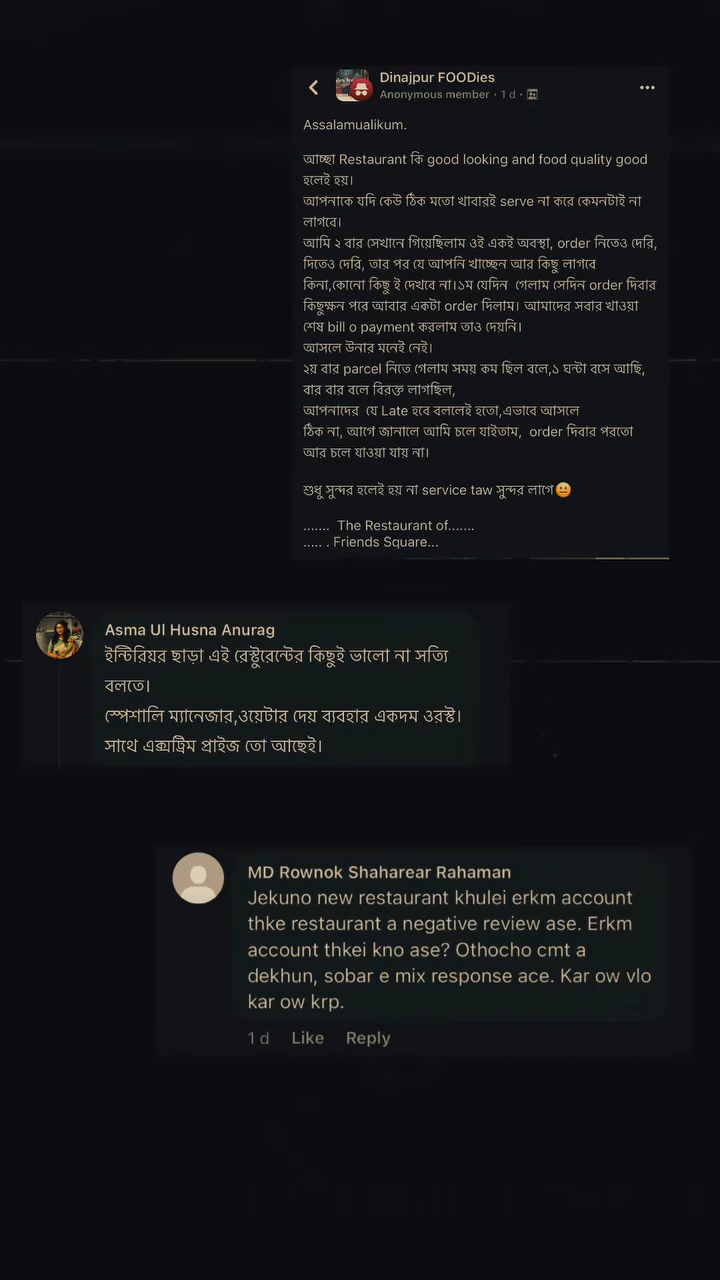 Dinajpur FOODies
Anonymous member · 1 d ·
Assalamualikum.
আচ্ছা Restaurant কি good looking and food quality good
হলেই হয়।
আপনাকে যদি কেউ ঠিক মতো খাবারই serve না করে কেমনটাই না
লাগবে।
আমি ২ বার সেখানে গিয়েছিলাম ওই একই অবস্থা, order নিতেও দেরি,
দিতেও দেরি, তার পর যে আপনি খাচ্ছেন আর কিছু লাগবে
কিনা,কোনো কিছু ই দেখবে না।১ম যেদিন গেলাম সেদিন order দিবার
কিছুক্ষন পরে আবার একটা order দিলাম। আমাদের সবার খাওয়া
শেষ bill o payment করলাম তাও দেয়নি।
আসলে উনার মনেই নেই।
২য় বার parcel নিতে গেলাম সময় কম ছিল বলে,১ ঘন্টা বসে আছি,
বার বার বলে বিরক্ত লাগছিল,
আপনাদের যে Late হবে বললেই হতো,এভাবে আসলে
ঠিক না, আগে জানালে আমি চলে যাইতাম, order দিবার পরতো
আর চলে যাওয়া যায় না।
শুধু সুন্দর হলেই হয় না service taw সুন্দর লাগে😐
....... The Restaurant of.......
..... . Friends Square...
Asma Ul Husna Anurag
ইন্টিরিয়র ছাড়া এই রেস্টুরেন্টের কিছুই ভালো না সত্যি
বলতে।
স্পেশালি ম্যানেজার,ওয়েটার দেয় ব্যবহার একদম ওরস্ট।
সাথে এক্সট্রিম প্রাইজ তো আছেই।
MD Rownok Shaharear Rahaman
Jekuno new restaurant khulei erkm account
thke restaurant a negative review ase. Erkm
account thkei kno ase? Othocho cmt a
dekhun, sobar e mix response ace. Kar ow vlo
kar ow krp.
1 d Like Reply